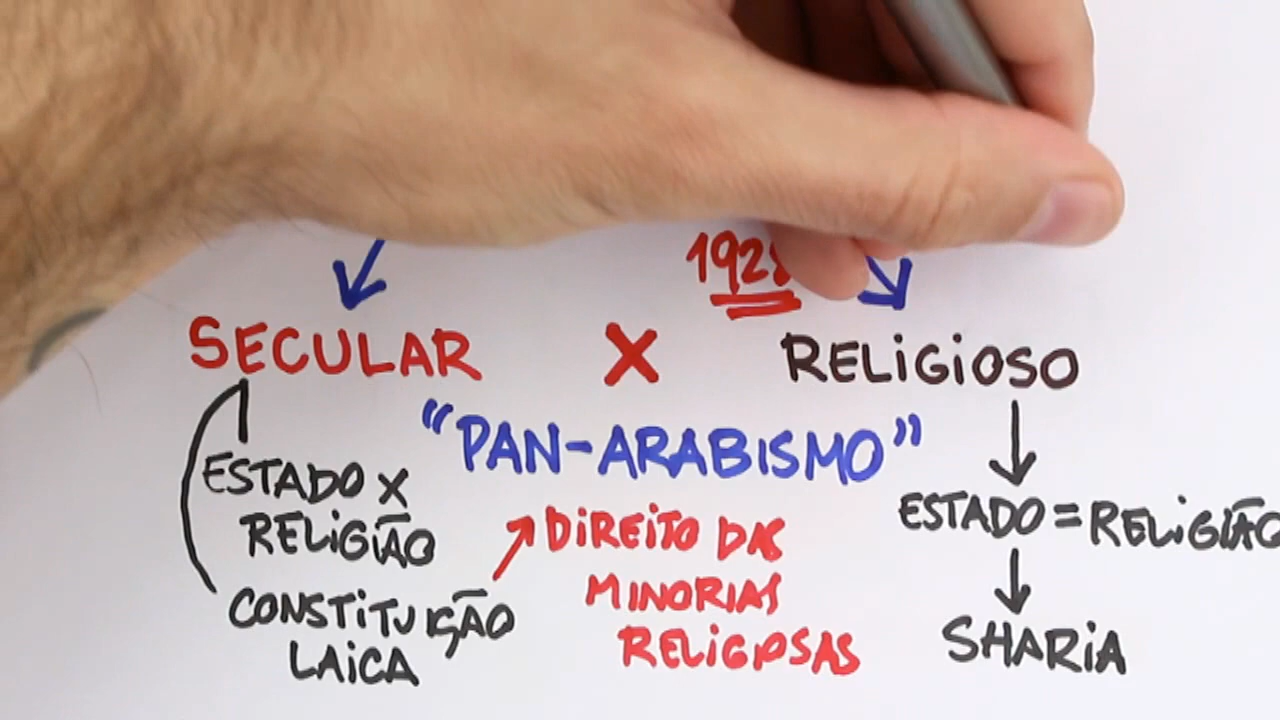 SECULAR X RELIGIOSO
"PAN-ARABISMO"
ESTADO X
RELIGIÃO
CONSTITUIÇÃO
LAICA
DIREITO DAS
MINORIAS
RELIGIOSAS
ESTADO = RELIGIÃO
SHARIA